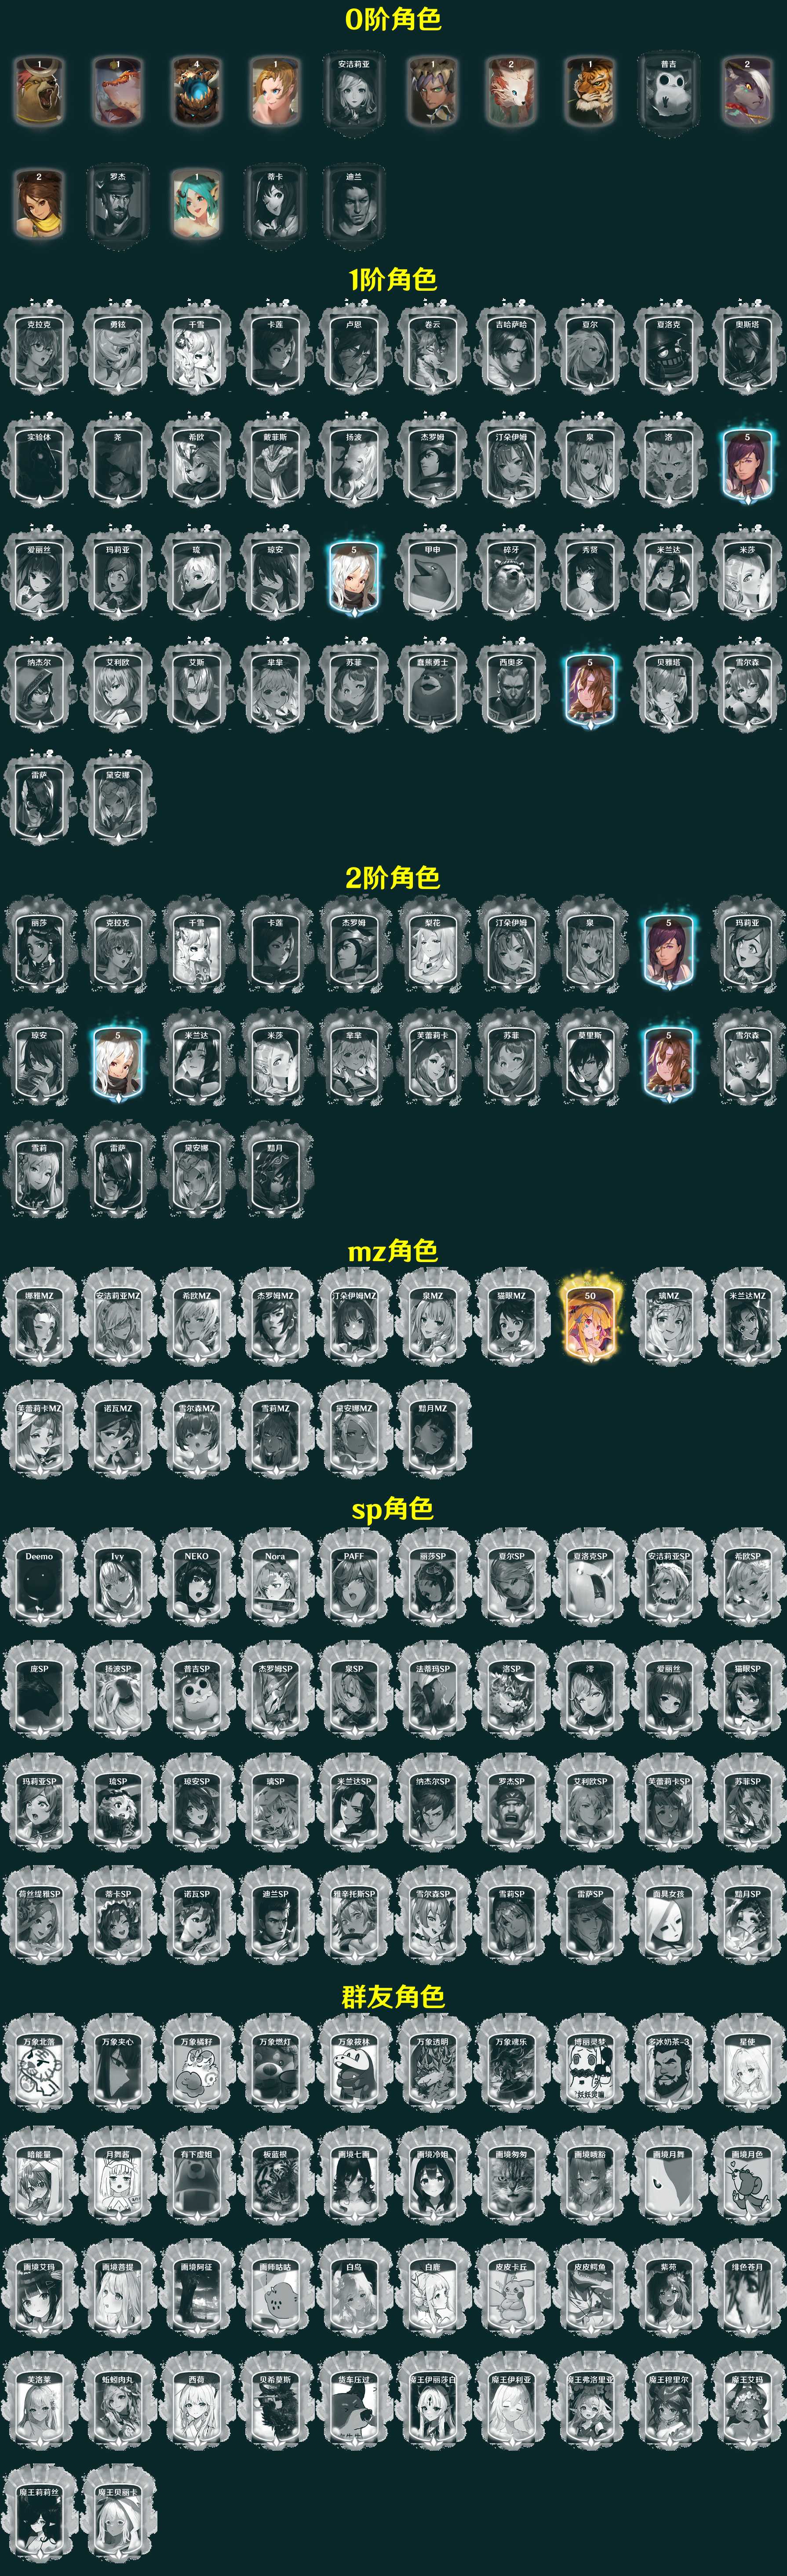 0阶角色
1 1 4 1 安洁莉亚 1 2 1 普吉 2
2 罗杰 1 蒂卡 迪兰
1阶角色
克拉克 勇铉 千雪 卡莲 卢恩 卷云 吉哈萨哈 夏尔 夏洛克 奥斯塔
实验体 尧 希欧 戴菲斯 扬波 杰罗姆 汀朵伊姆 泉 洛 5
爱丽丝 玛莉亚 琉 琼安 5 甲申 碎牙 秀贤 米兰达 米莎
纳杰尔 艾利欧 艾斯 芈芈 苏菲 蠢熊勇士 西奥多 5 贝雅塔 雪尔森
雷萨 黛安娜
2阶角色
丽莎 克拉克 千雪 卡莲 杰罗姆 梨花 汀朵伊姆 泉 5 玛莉亚
琼安 5 米兰达 米莎 芈芈 芙蕾莉卡 苏菲 莫里斯 5 雪尔森
雪莉 雷萨 黛安娜 黯月
mz角色
娜雅MZ 安洁莉亚MZ 希欧MZ 杰罗姆MZ 汀朵伊姆MZ 泉MZ 猫眼MZ 50 璃MZ 米兰达MZ
芙蕾莉卡MZ 诺瓦MZ 雪尔森MZ 雪莉MZ 黛安娜MZ 黯月MZ
sp角色
Deemo Ivy NEKO Nora PAFF 丽莎SP 夏尔SP 夏洛克SP 安洁莉亚SP 希欧SP
庞SP 扬波SP 普吉SP 杰罗姆SP 泉SP 法蒂玛SP 洛SP 澪 爱丽丝 猫眼SP
玛莉亚SP 琉SP 琼安SP 璃SP 米兰达SP 纳杰尔SP 罗杰SP 艾利欧SP 芙蕾莉卡SP 苏菲SP
荷丝缇雅SP 蒂卡SP 诺瓦SP 迪兰SP 雅辛托斯SP 雪尔森SP 雪莉SP 雷萨SP 面具女孩 黯月SP
群友角色
万象北落 万象夹心 万象橘籽 万象燃灯 万象筱林 万象透明 万象魂乐 博丽灵梦 多冰奶茶-3 星使
暗能量 月舞酱 有下虚姐 板蓝根 画境七画 画境冷姐 画境匆匆 画境晓豁 画境月舞 画境月色
画境艾玛 画境菩提 画境阿征 画师咕咕 白鸟 白鹿 皮皮卡丘 皮皮鳄鱼 紫苑 绯色苍月
芙洛莱 蚯蚓肉丸 西荷 贝希莫斯 货车压过 魔王伊丽莎白 魔王伊利亚 魔王弗洛里亚 魔王穆里尔 魔王艾玛
魔王莉莉丝 魔王贝丽卡